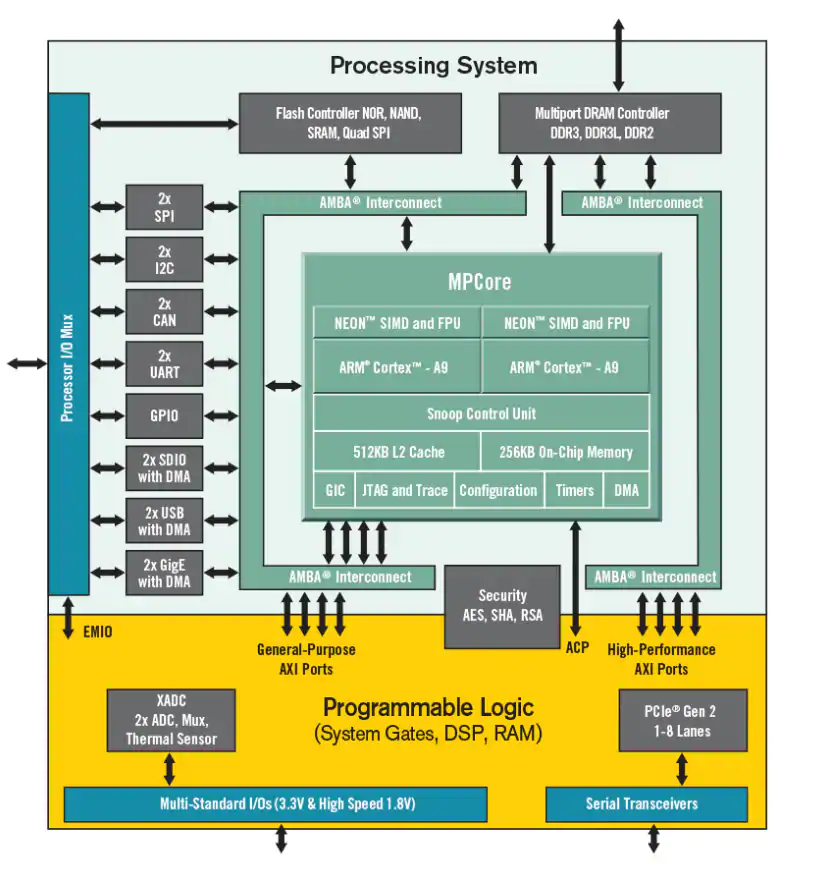 Processing System
Flash Controller NOR, NAND,
SRAM, Quad SPI
Multiport DRAM Controller
DDR3, DDR3L, DDR2
Processor I/O Mux
2x
SPI
2x
I2C
2x
CAN
2x
UART
GPIO
2x SDIO
with DMA
2x USB
with DMA
2x GigE
with DMA
AMBA® Interconnect
AMBA® Interconnect
MPCore
NEON™ SIMD and FPU
NEON™ SIMD and FPU
ARM® Cortex™ - A9
ARM® Cortex™ - A9
Snoop Control Unit
512KB L2 Cache
256KB On-Chip Memory
GIC
JTAG and Trace
Configuration
Timers
DMA
AMBA® Interconnect
AMBA® Interconnect
Security
AES, SHA, RSA
EMIO
General-Purpose
AXI Ports
ACP
High-Performance
AXI Ports
XADC
2x ADC, Mux,
Thermal Sensor
Programmable Logic
(System Gates, DSP, RAM)
PCIe® Gen 2
1-8 Lanes
Multi-Standard I/Os (3.3V & High Speed 1.8V)
Serial Transceivers